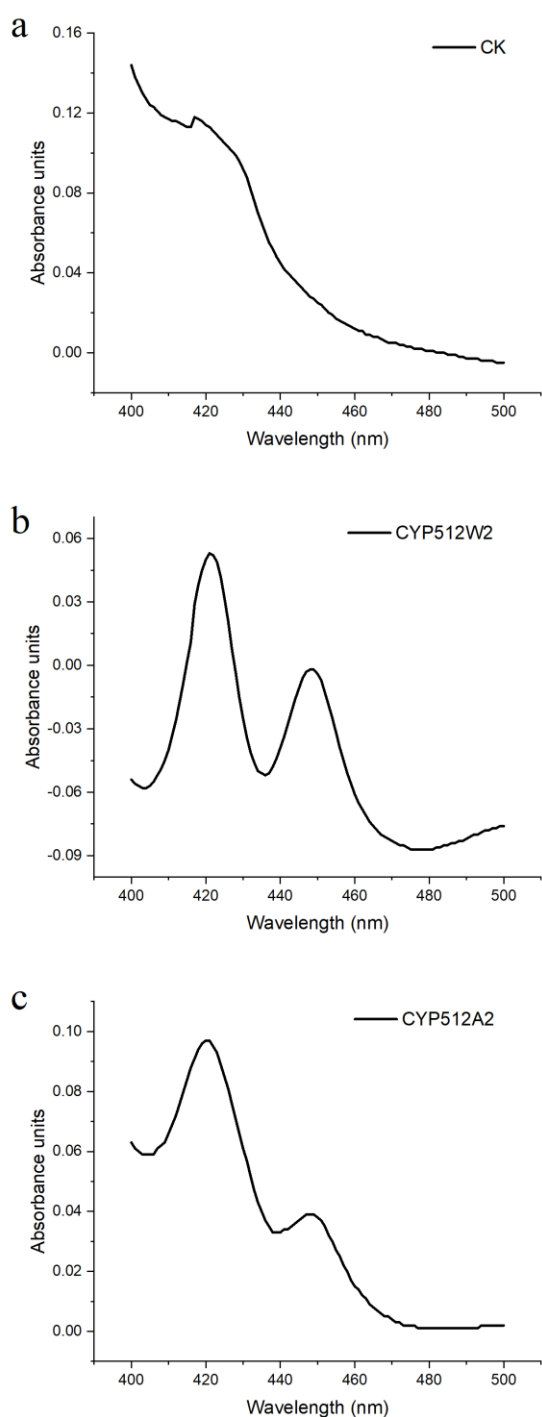 a
CK
0.16
0.12
0.08
0.04
0.00
Absorbance units
400 420 440 460 480 500
Wavelength (nm)
b
CYP512W2
0.06
0.03
0.00
-0.03
-0.06
-0.09
Absorbance units
400 420 440 460 480 500
Wavelength (nm)
c
CYP512A2
0.10
0.08
0.06
0.04
0.02
0.00
Absorbance units
400 420 440 460 480 500
Wavelength (nm)